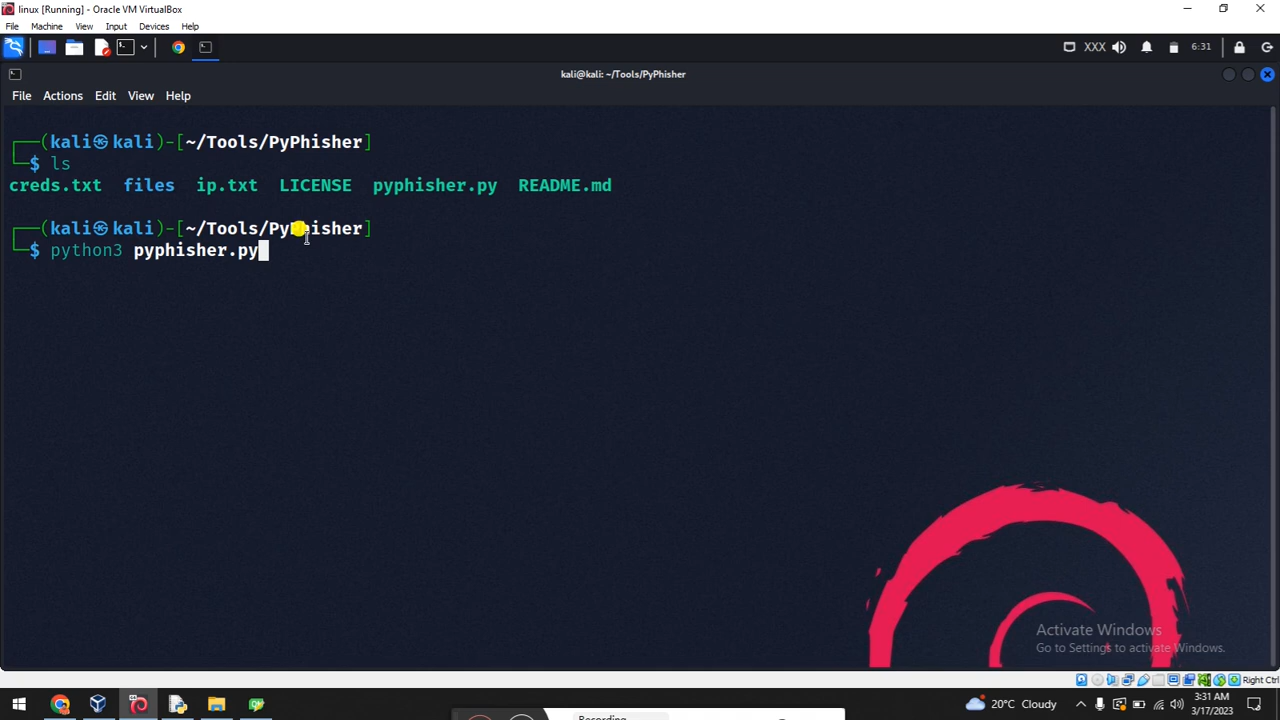 linux [Running] - Oracle VM VirtualBox
File Machine View Input Devices Help
XXX 6:31
kali@kali: ~/Tools/PyPhisher
File Actions Edit View Help
┌──(kali㉿kali)-[~/Tools/PyPhisher]
└─$ ls
creds.txt files ip.txt LICENSE pyphisher.py README.md
┌──(kali㉿kali)-[~/Tools/PyPhisher]
└─$ python3 pyphisher.py
Activate Windows
Go to Settings to activate Windows.
Right Ctrl
20°C Cloudy
3:31 AM
3/17/2023
Recording